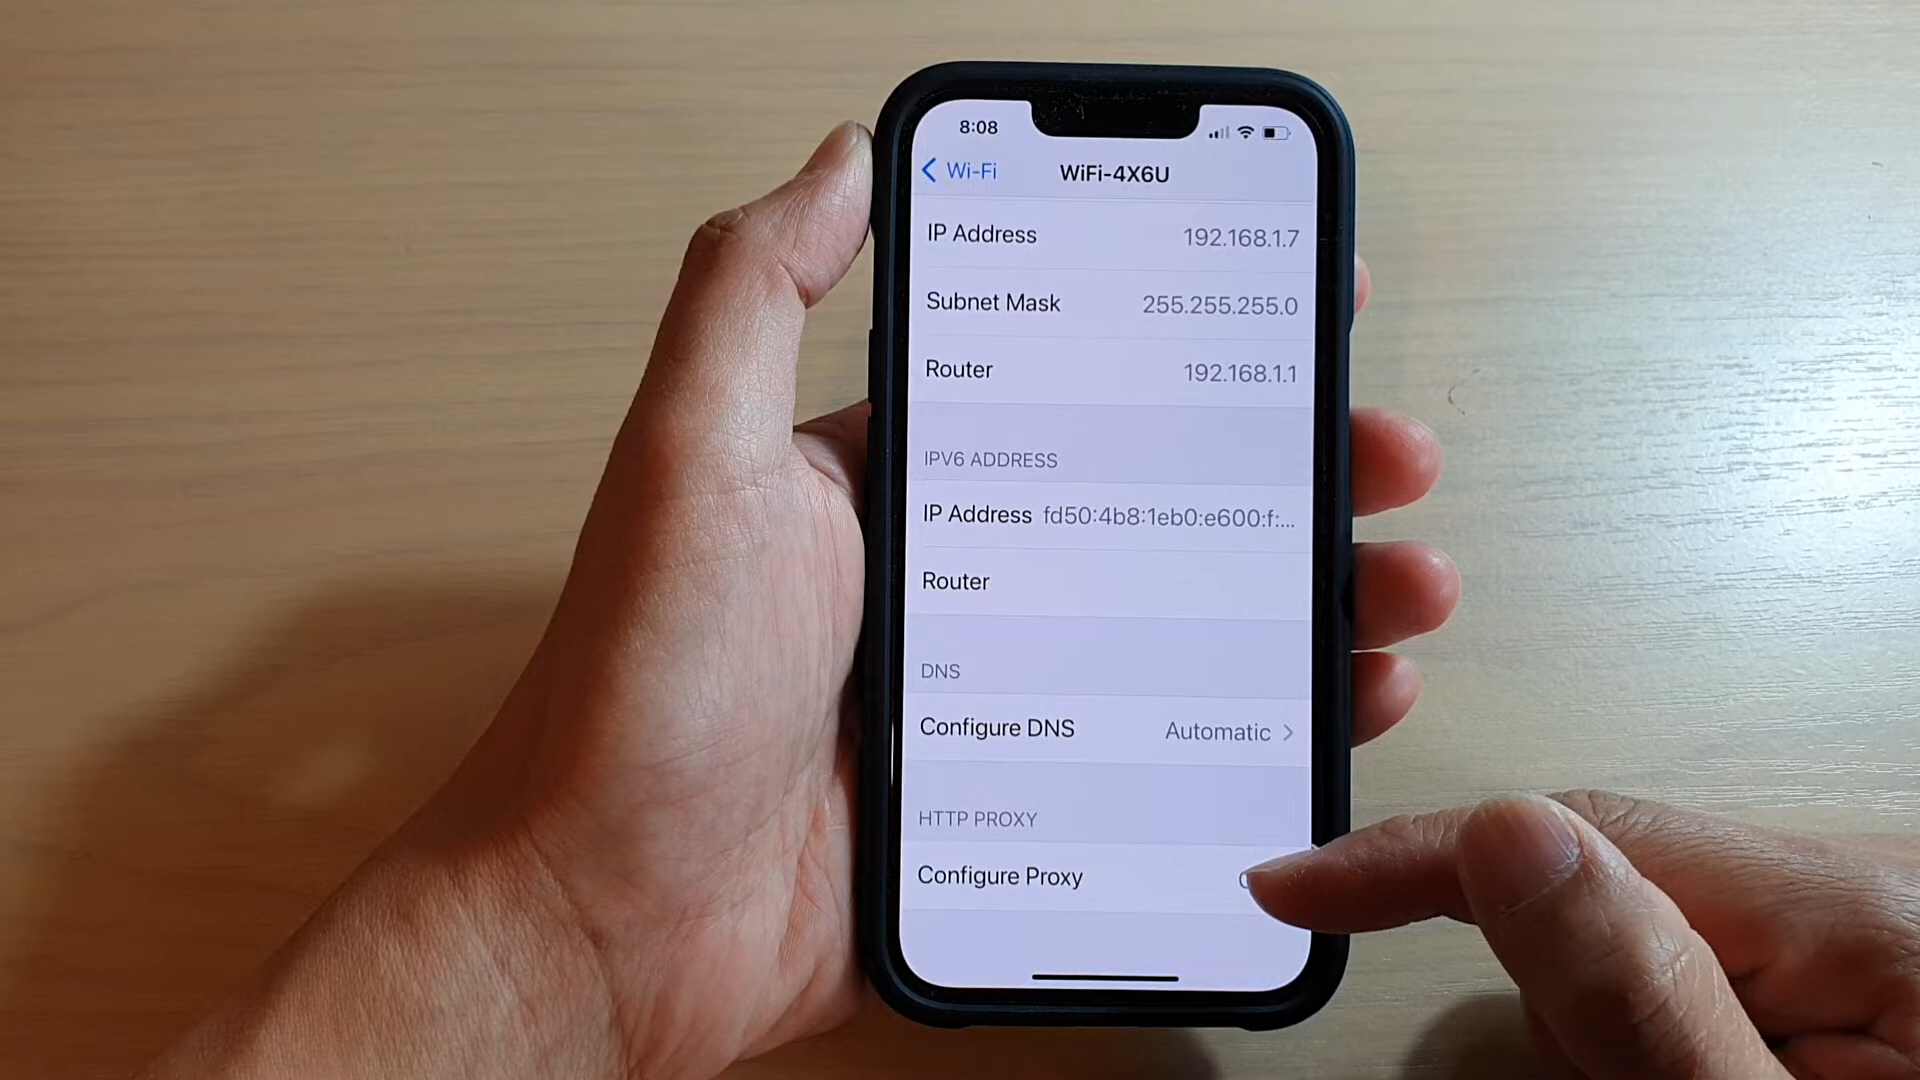 8:08
Wi-Fi
WiFi-4X6U
IP Address 192.168.1.7
Subnet Mask 255.255.255.0
Router 192.168.1.1
IPV6 ADDRESS
IP Address fd50:4b8:1eb0:e600:f:...
Router
DNS
Configure DNS Automatic
HTTP PROXY
Configure Proxy